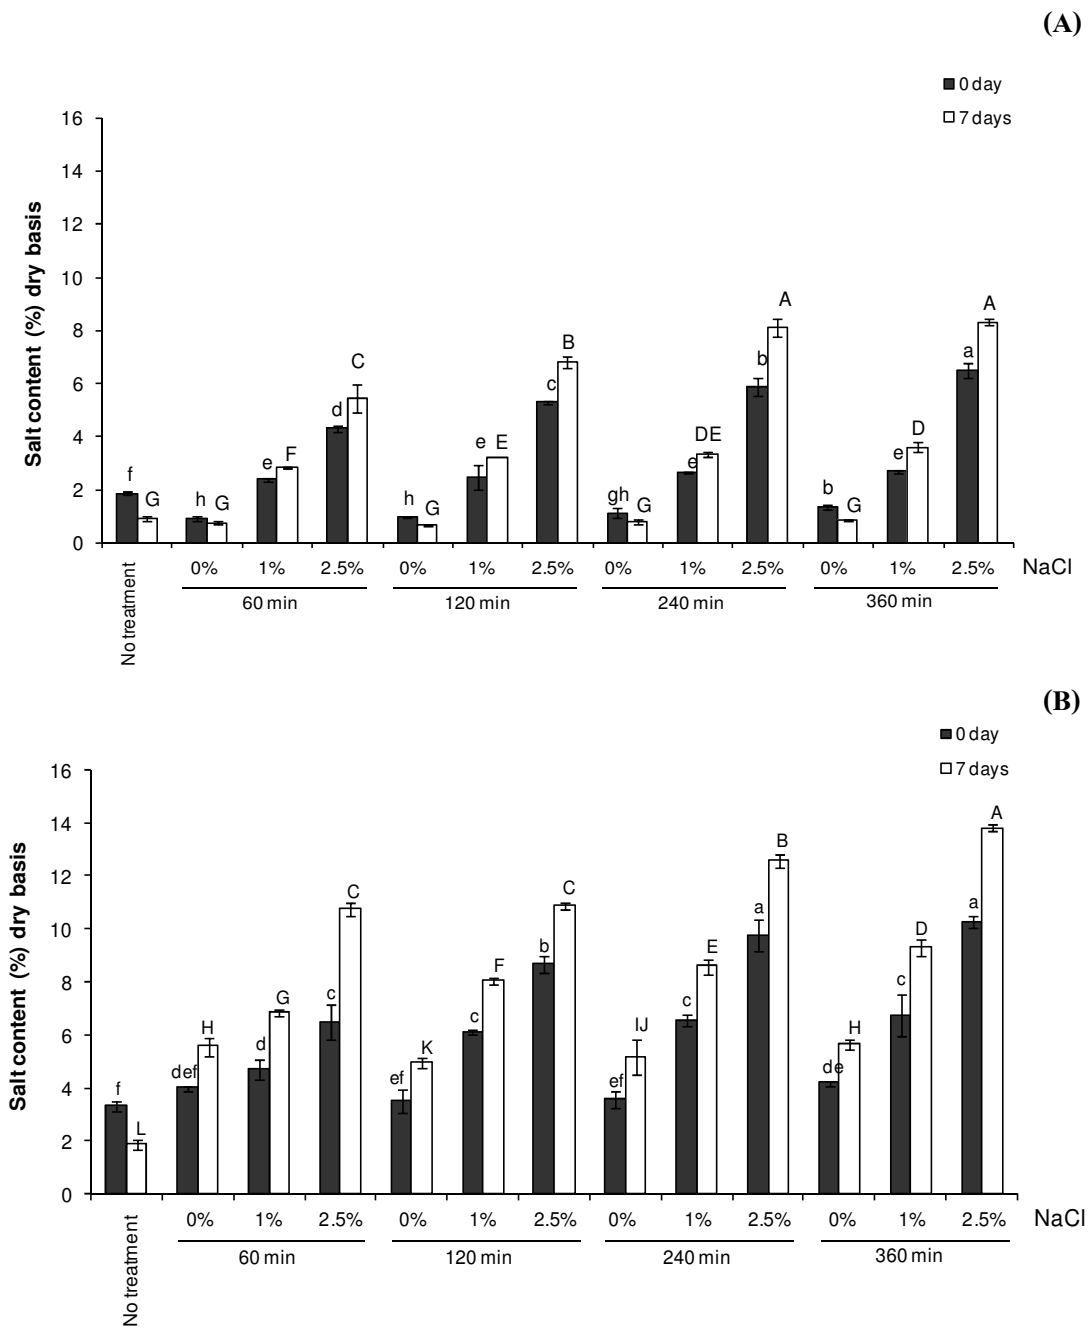 (A)
0 day
7 days
Salt content (%) dry basis
16
14
12
10
8
6
4
2
0
f G h G e F d C h G e E c B gh G e DE b A b G e D a A
0% 1% 2.5% 0% 1% 2.5% 0% 1% 2.5% 0% 1% 2.5% NaCl
No treatment
60 min 120 min 240 min 360 min
(B)
0 day
7 days
Salt content (%) dry basis
16
14
12
10
8
6
4
2
0
f L def H d G c C ef K c F b C ef IJ c E a B de H c D a A
0% 1% 2.5% 0% 1% 2.5% 0% 1% 2.5% 0% 1% 2.5% NaCl
No treatment
60 min 120 min 240 min 360 min